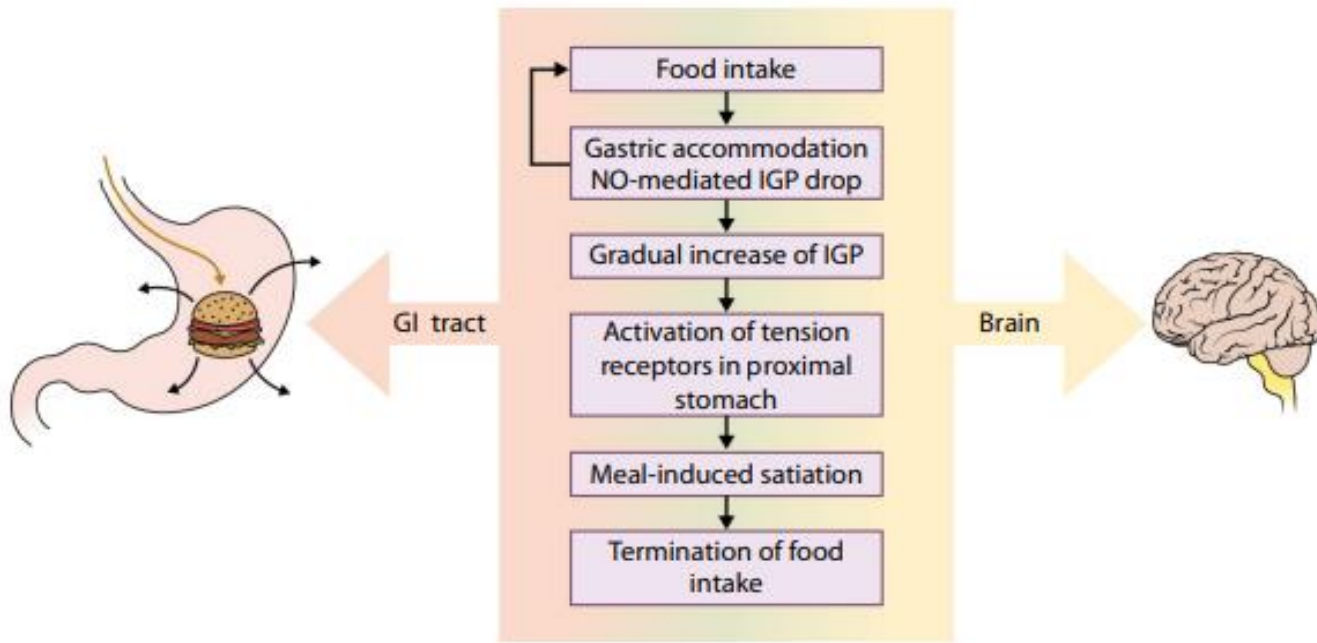 Food intake
Gastric accommodation
NO-mediated IGP drop
Gradual increase of IGP
GI tract
Brain
Activation of tension
receptors in proximal
stomach
Meal-induced satiation
Termination of food
intake